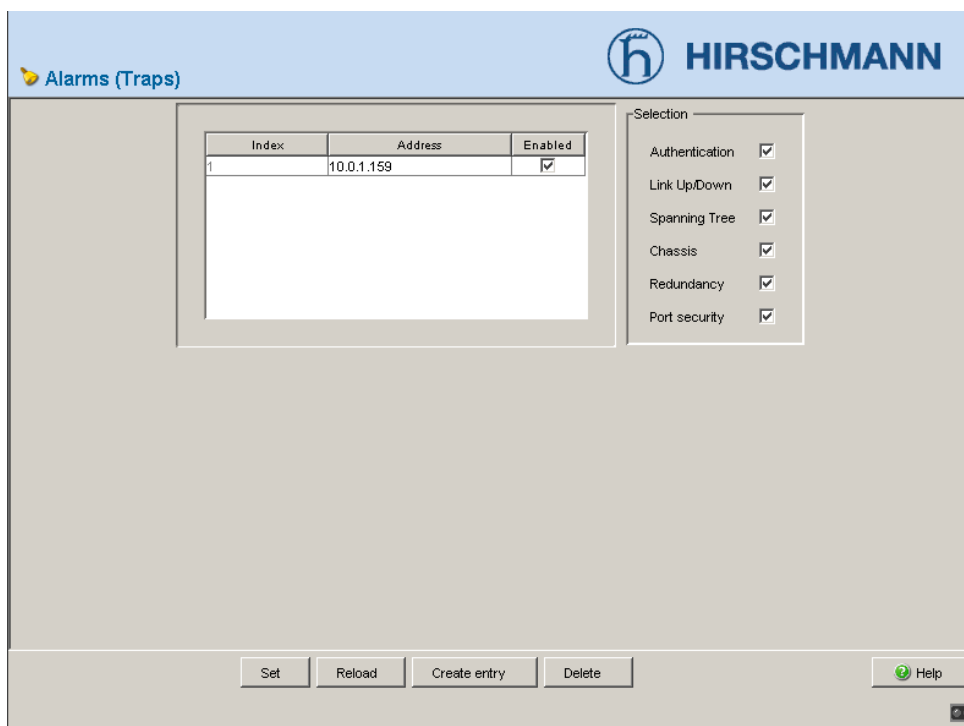 HIRSCHMANN
Alarms (Traps)
Index Address Enabled
1 10.0.1.159
Selection
Authentication
Link Up/Down
Spanning Tree
Chassis
Redundancy
Port security
Set Reload Create entry Delete Help